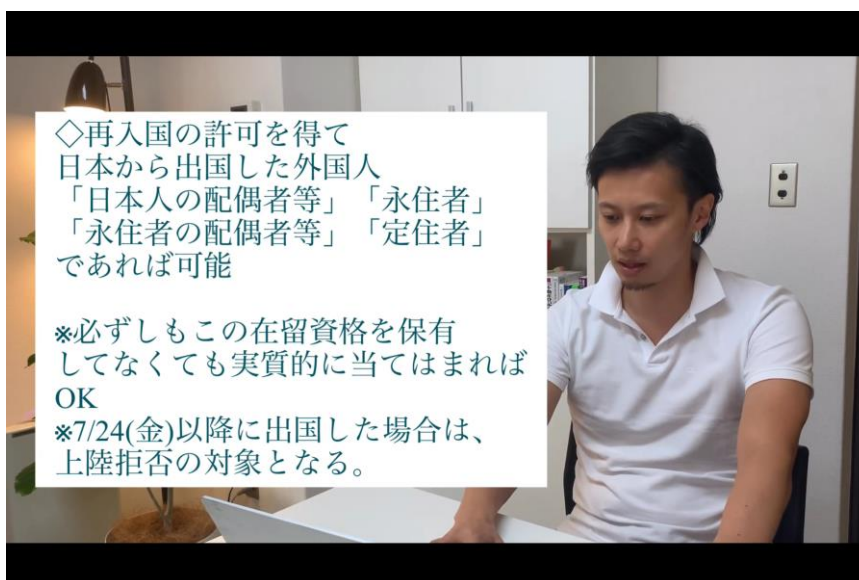 ◇再入国の許可を得て
日本から出国した外国人
「日本人の配偶者等」「永住者」
「永住者の配偶者等」「定住者」
であれば可能
※必ずしもこの在留資格を保有
してなくても実質的に当てはまれば
OK
※7/24(金)以降に出国した場合は、
上陸拒否の対象となる。